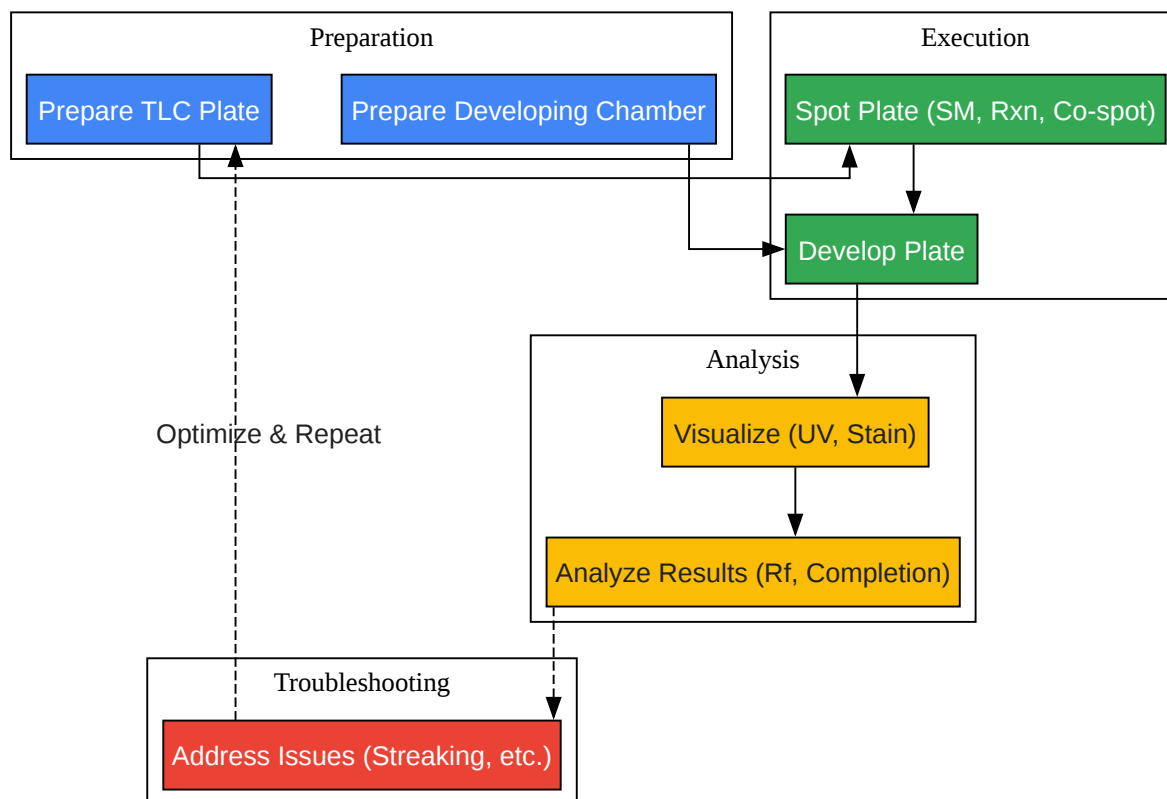 Preparation
Execution
Prepare TLC Plate
Prepare Developing Chamber
Spot Plate (SM, Rxn, Co-spot)
Develop Plate
Analysis
Visualize (UV, Stain)
Optimize & Repeat
Analyze Results (Rf, Completion)
Troubleshooting
Address Issues (Streaking, etc.)